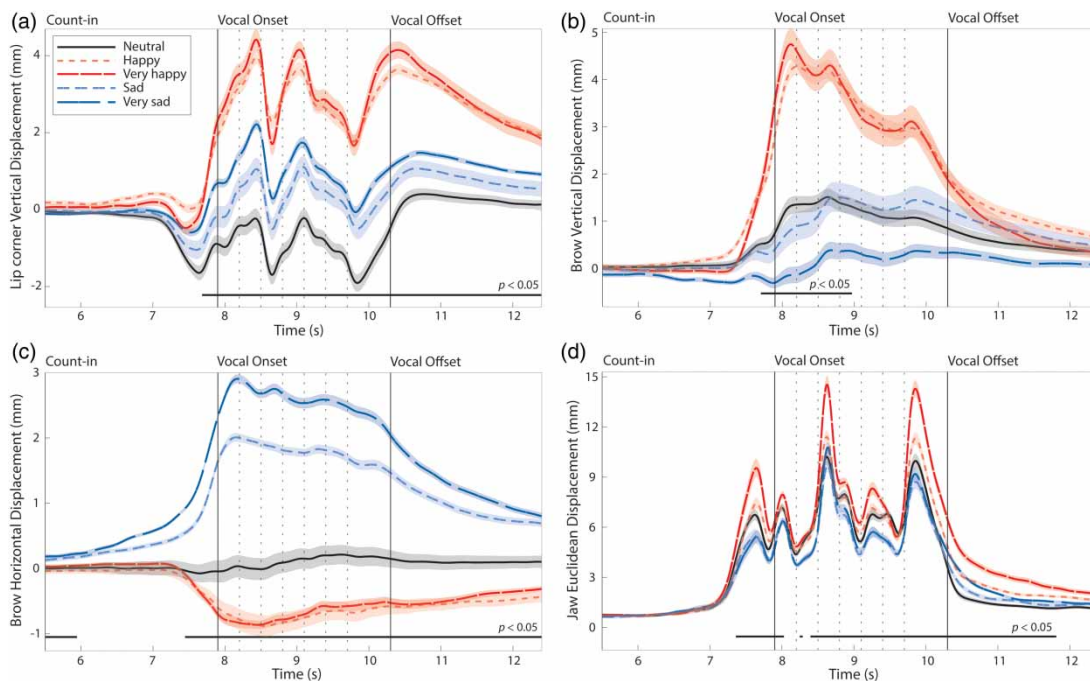 (a)
Count-in Vocal Onset Vocal Offset
Neutral
Happy
Very happy
Sad
Very sad
Lip corner Vertical Displacement (mm)
4
2
0
-2
p < 0.05
6 7 8 9 10 11 12
Time (s)
(b)
Count-in Vocal Onset Vocal Offset
Brow Vertical Displacement (mm)
5
4
3
2
1
0
p < 0.05
6 7 8 9 10 11 12
Time (s)
(c)
Count-in Vocal Onset Vocal Offset
Brow Horizontal Displacement (mm)
3
2
1
0
-1
p < 0.05
6 7 8 9 10 11 12
Time (s)
(d)
Count-in Vocal Onset Vocal Offset
Jaw Euclidean Displacement (mm)
15
12
9
6
3
0
p < 0.05
6 7 8 9 10 11 12
Time (s)